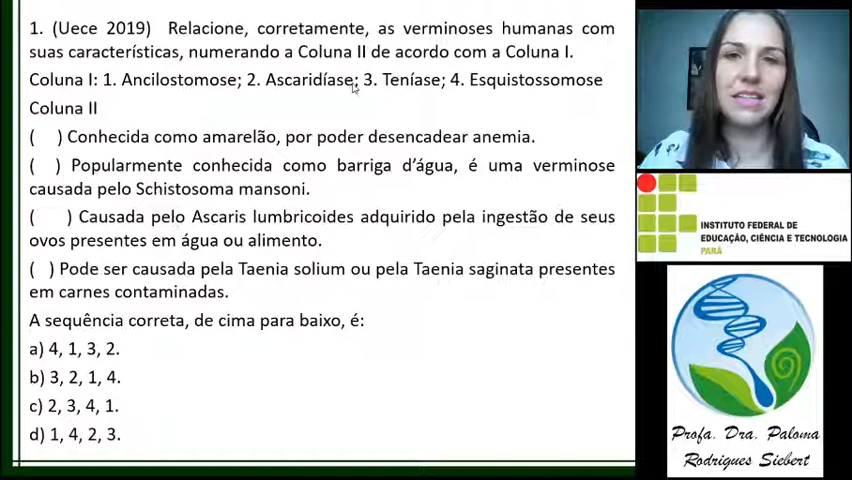 1. (Uece 2019) Relacione, corretamente, as verminoses humanas com
suas características, numerando a Coluna II de acordo com a Coluna I.
Coluna I: 1. Ancilostomose; 2. Ascaridíase; 3. Teníase; 4. Esquistossomose
Coluna II
( ) Conhecida como amarelão, por poder desencadear anemia.
( ) Popularmente conhecida como barriga d’água, é uma verminose
causada pelo Schistosoma mansoni.
( ) Causada pelo Ascaris lumbricoides adquirido pela ingestão de seus
ovos presentes em água ou alimento.
( ) Pode ser causada pela Taenia solium ou pela Taenia saginata presentes
em carnes contaminadas.
A sequência correta, de cima para baixo, é:
a) 4, 1, 3, 2.
b) 3, 2, 1, 4.
c) 2, 3, 4, 1.
d) 1, 4, 2, 3.
INSTITUTO FEDERAL DE
EDUCAÇÃO, CIÊNCIA E TECNOLOGIA
PARÁ
Profa. Dra. Paloma
Rodrigues Siebert